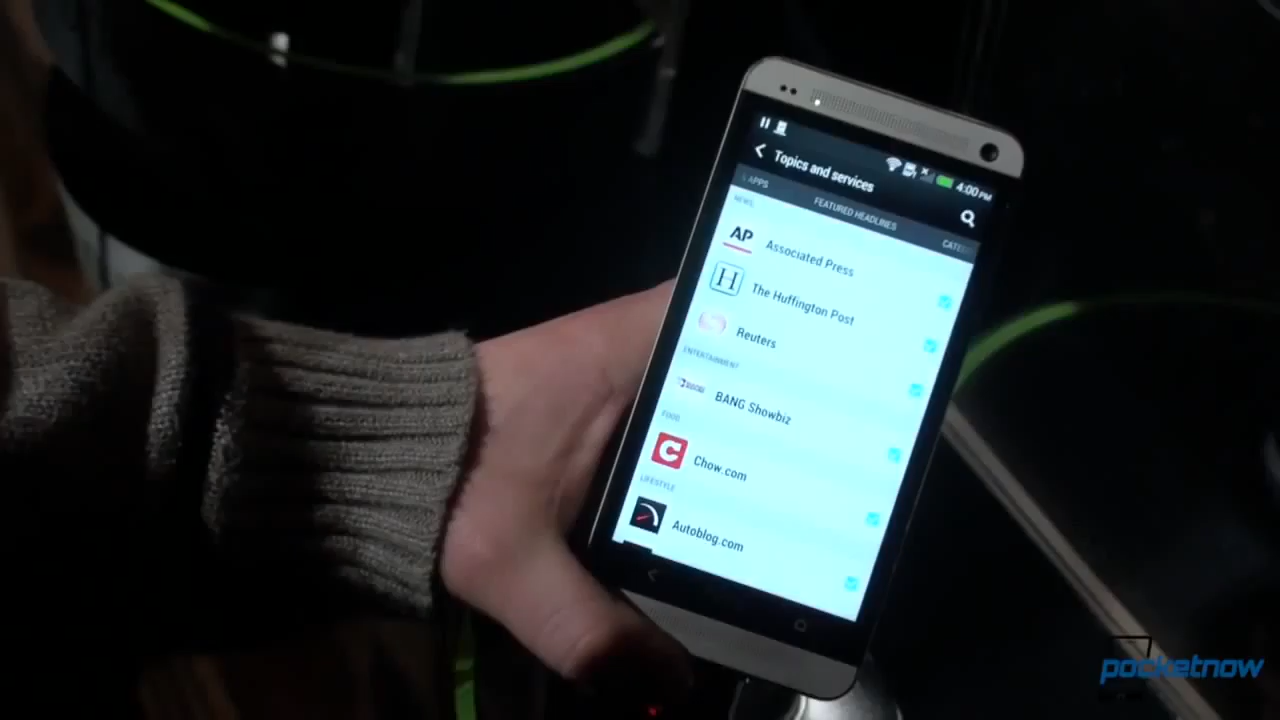 4:00 PM
Topics and services
APPS
FEATURED HEADLINES
CATE
NEWS
AP
Associated Press
H
The Huffington Post
Reuters
ENTERTAINMENT
BANG Showbiz
FOOD
C
Chow.com
LIFESTYLE
Autoblog.com
pocketnow